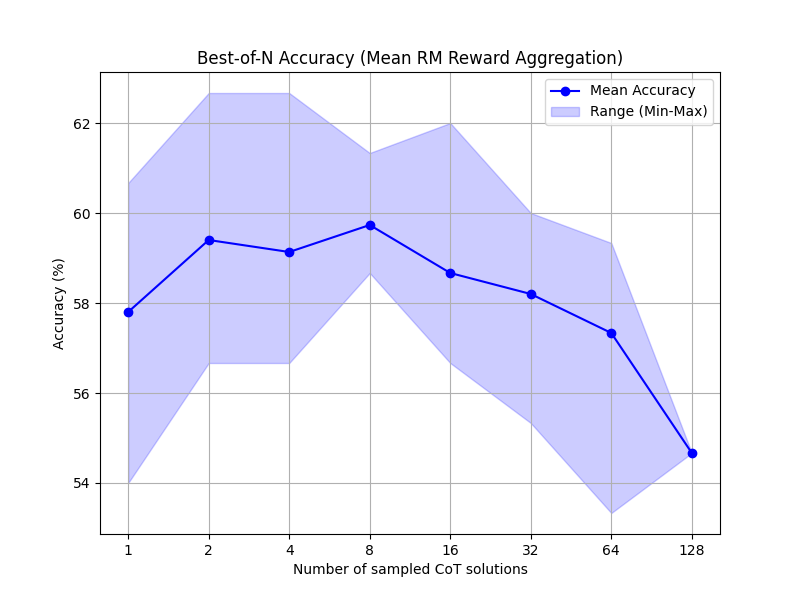 Best-of-N Accuracy (Mean RM Reward Aggregation)
Mean Accuracy
Range (Min-Max)
Accuracy (%)
62
60
58
56
54
1 2 4 8 16 32 64 128
Number of sampled CoT solutions